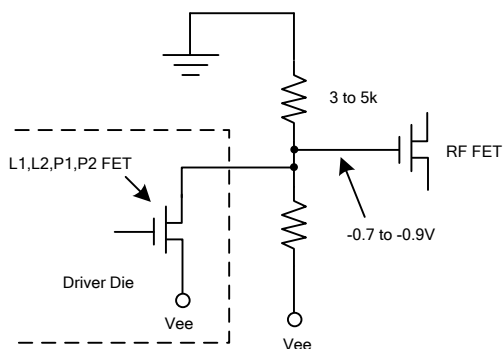 3 to 5k
RF FET
L1,L2,P1,P2 FET
-0.7 to -0.9V
Driver Die
Vee
Vee